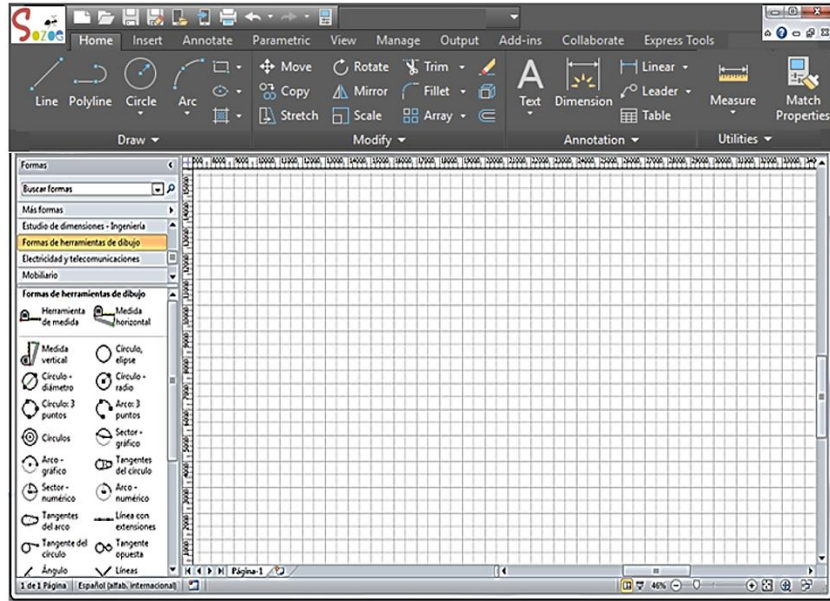 Sozog
Home Insert Annotate Parametric View Manage Output Add-ins Collaborate Express Tools
Line Polyline Circle Arc
Move Rotate Trim
Copy Mirror Fillet
Stretch Scale Array
Text Dimension
Linear
Leader
Table
Measure
Match
Properties
Draw Modify Annotation Utilities
Formas
Buscar formas
Más formas
Estudio de dimensiones - Ingeniería
Formas de herramientas de dibujo
Electricidad y telecomunicaciones
Mobiliario
Formas de herramientas de dibujo
Herramienta de medida
Medida horizontal
Medida vertical
Círculo, elipse
Círculo - diámetro
Círculo - radio
Círculo: 3 puntos
Arco: 3 puntos
Círculos
Sector - gráfico
Arco - gráfico
Tangentes del círculo
Sector - numérico
Arco - numérico
Tangentes del arco
Línea con extensiones
Tangente del círculo
Tangente opuesta
Ángulo
Líneas
Página-1
1 de 1 Página Español (alfab. internacional)
46%